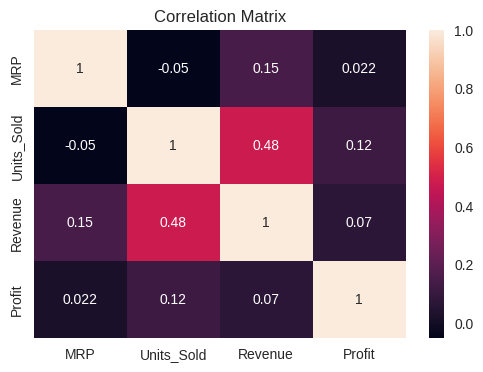 Correlation Matrix
MRP 1 -0.05 0.15 0.022
Units_Sold -0.05 1 0.48 0.12
Revenue 0.15 0.48 1 0.07
Profit 0.022 0.12 0.07 1
MRP Units_Sold Revenue Profit
1.0
0.8
0.6
0.4
0.2
0.0